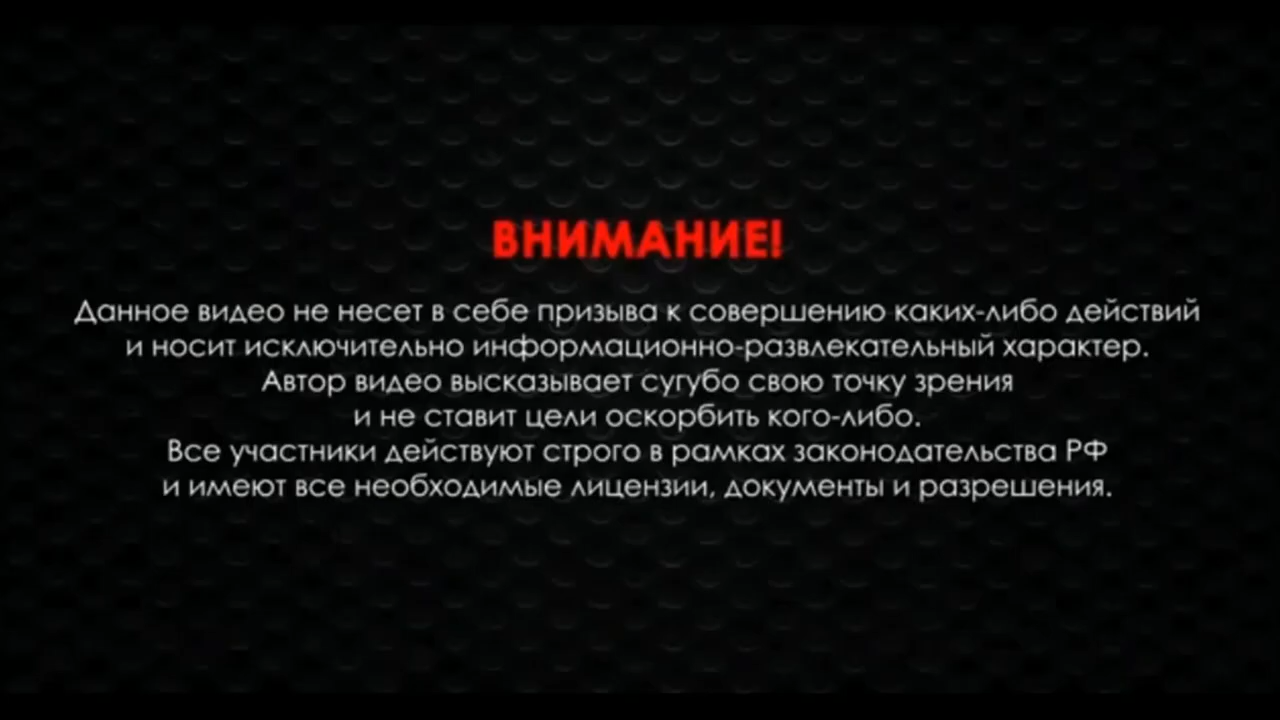 ВНИМАНИЕ!
Данное видео не несет в себе призыва к совершению каких-либо действий
и носит исключительно информационно-развлекательный характер.
Автор видео высказывает сугубо свою точку зрения
и не ставит цели оскорбить кого-либо.
Все участники действуют строго в рамках законодательства РФ
и имеют все необходимые лицензии, документы и разрешения.